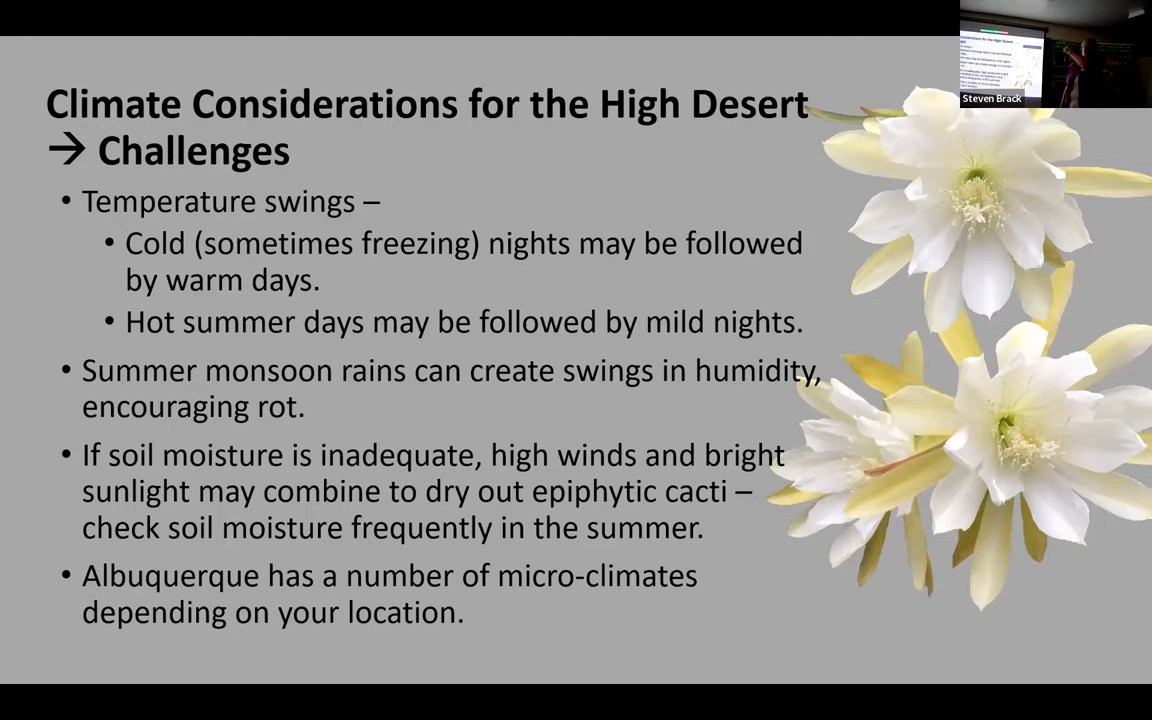 Climate Considerations for the High Desert
→ Challenges
• Temperature swings –
• Cold (sometimes freezing) nights may be followed
by warm days.
• Hot summer days may be followed by mild nights.
• Summer monsoon rains can create swings in humidity,
encouraging rot.
• If soil moisture is inadequate, high winds and bright
sunlight may combine to dry out epiphytic cacti –
check soil moisture frequently in the summer.
• Albuquerque has a number of micro-climates
depending on your location.
Steven Brack